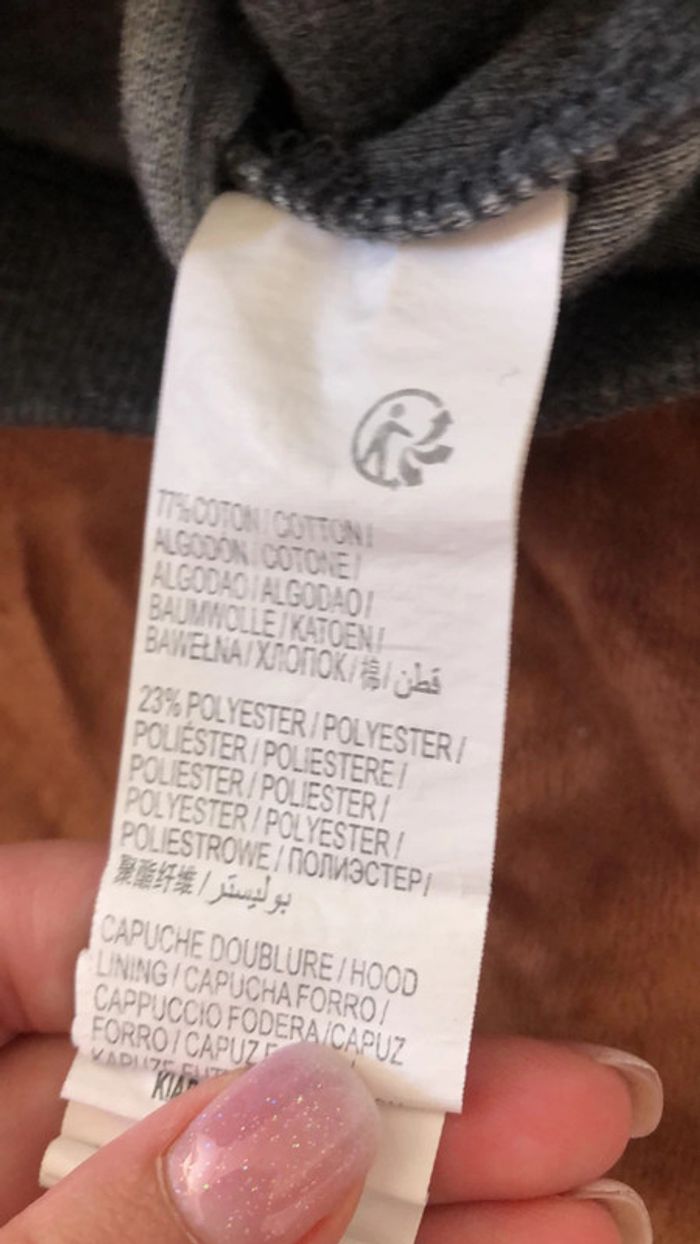 77% COTON / COTTON /
ALGODÓN / COTONE /
ALGODAO / ALGODAO /
BAUMWOLLE / KATOEN /
BAWEŁNA / ХЛОПОК / 棉 / قطن
23% POLYESTER / POLYESTER /
POLIÉSTER / POLIESTERE /
POLIESTER / POLIESTER /
POLYESTER / POLYESTER /
POLIESTROWE / ПОЛИЭСТЕР /
聚酯纤维 / بوليستر
CAPUCHE DOUBLURE / HOOD
LINING / CAPUCHA FORRO /
CAPPUCCIO FODERA / CAPUZ
FORRO / CAPUZ
KAPUZE